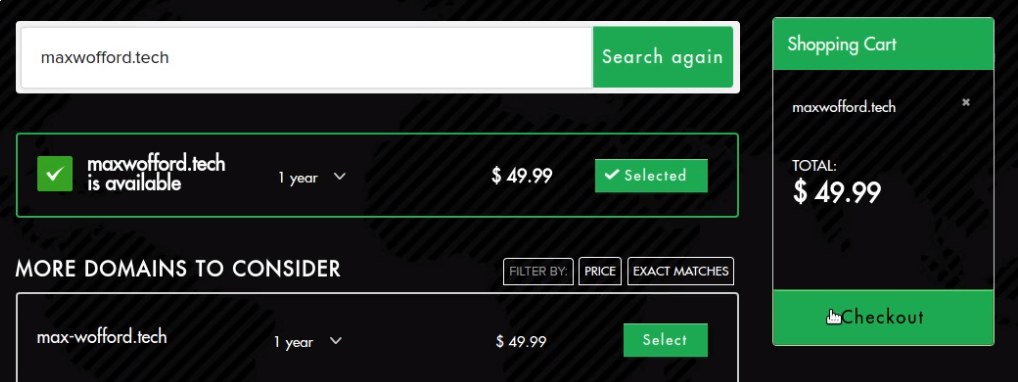 maxwofford.tech
Search again
maxwofford.tech
is available
1 year
$ 49.99
Selected
MORE DOMAINS TO CONSIDER
FILTER BY:
PRICE
EXACT MATCHES
max-wofford.tech
1 year
$ 49.99
Select
Shopping Cart
maxwofford.tech
TOTAL:
$ 49.99
Checkout